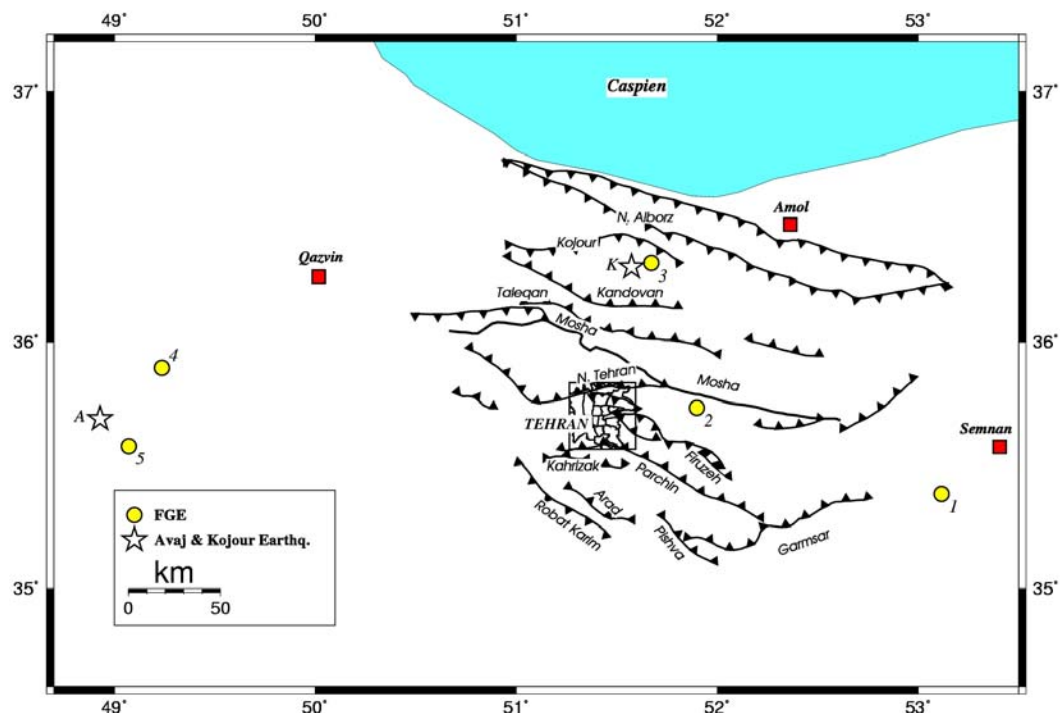 49° 50° 51° 52° 53°
37° 37°
Caspien
Amol
N. Alborz
Kojour
Qazvin
K 3
Taleqan Kandovan
Mosha
36° 36°
4
N. Tehran Mosha
A
TEHRAN 2
Semnan
5
Kahrizak Parchin Firuzeh
1
Arad
Robat Karim Pishva Garmsar
FGE
Avaj & Kojour Earthq.
km
0 50
35° 35°
49° 50° 51° 52° 53°